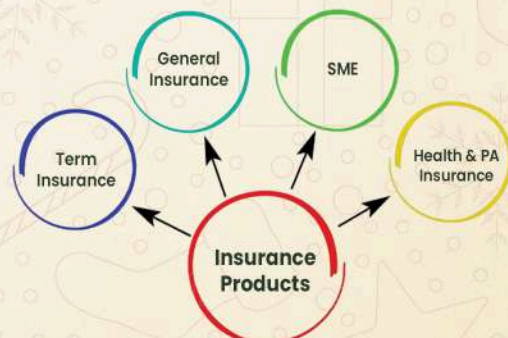 General
Insurance
SME
Term
Insurance
Health & PA
Insurance
Insurance
Products